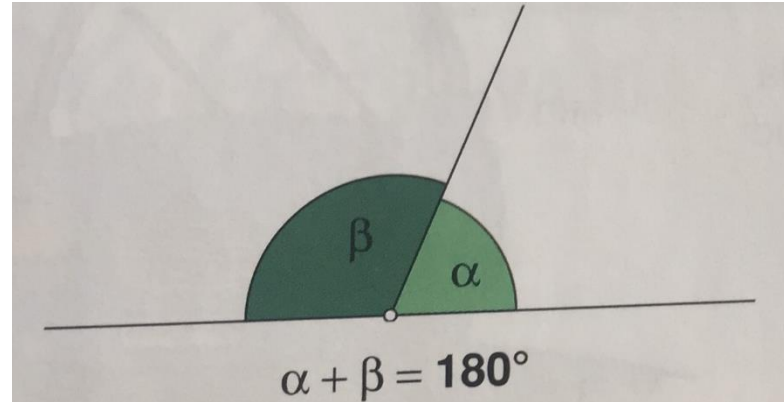 β
α
α + β = 180°